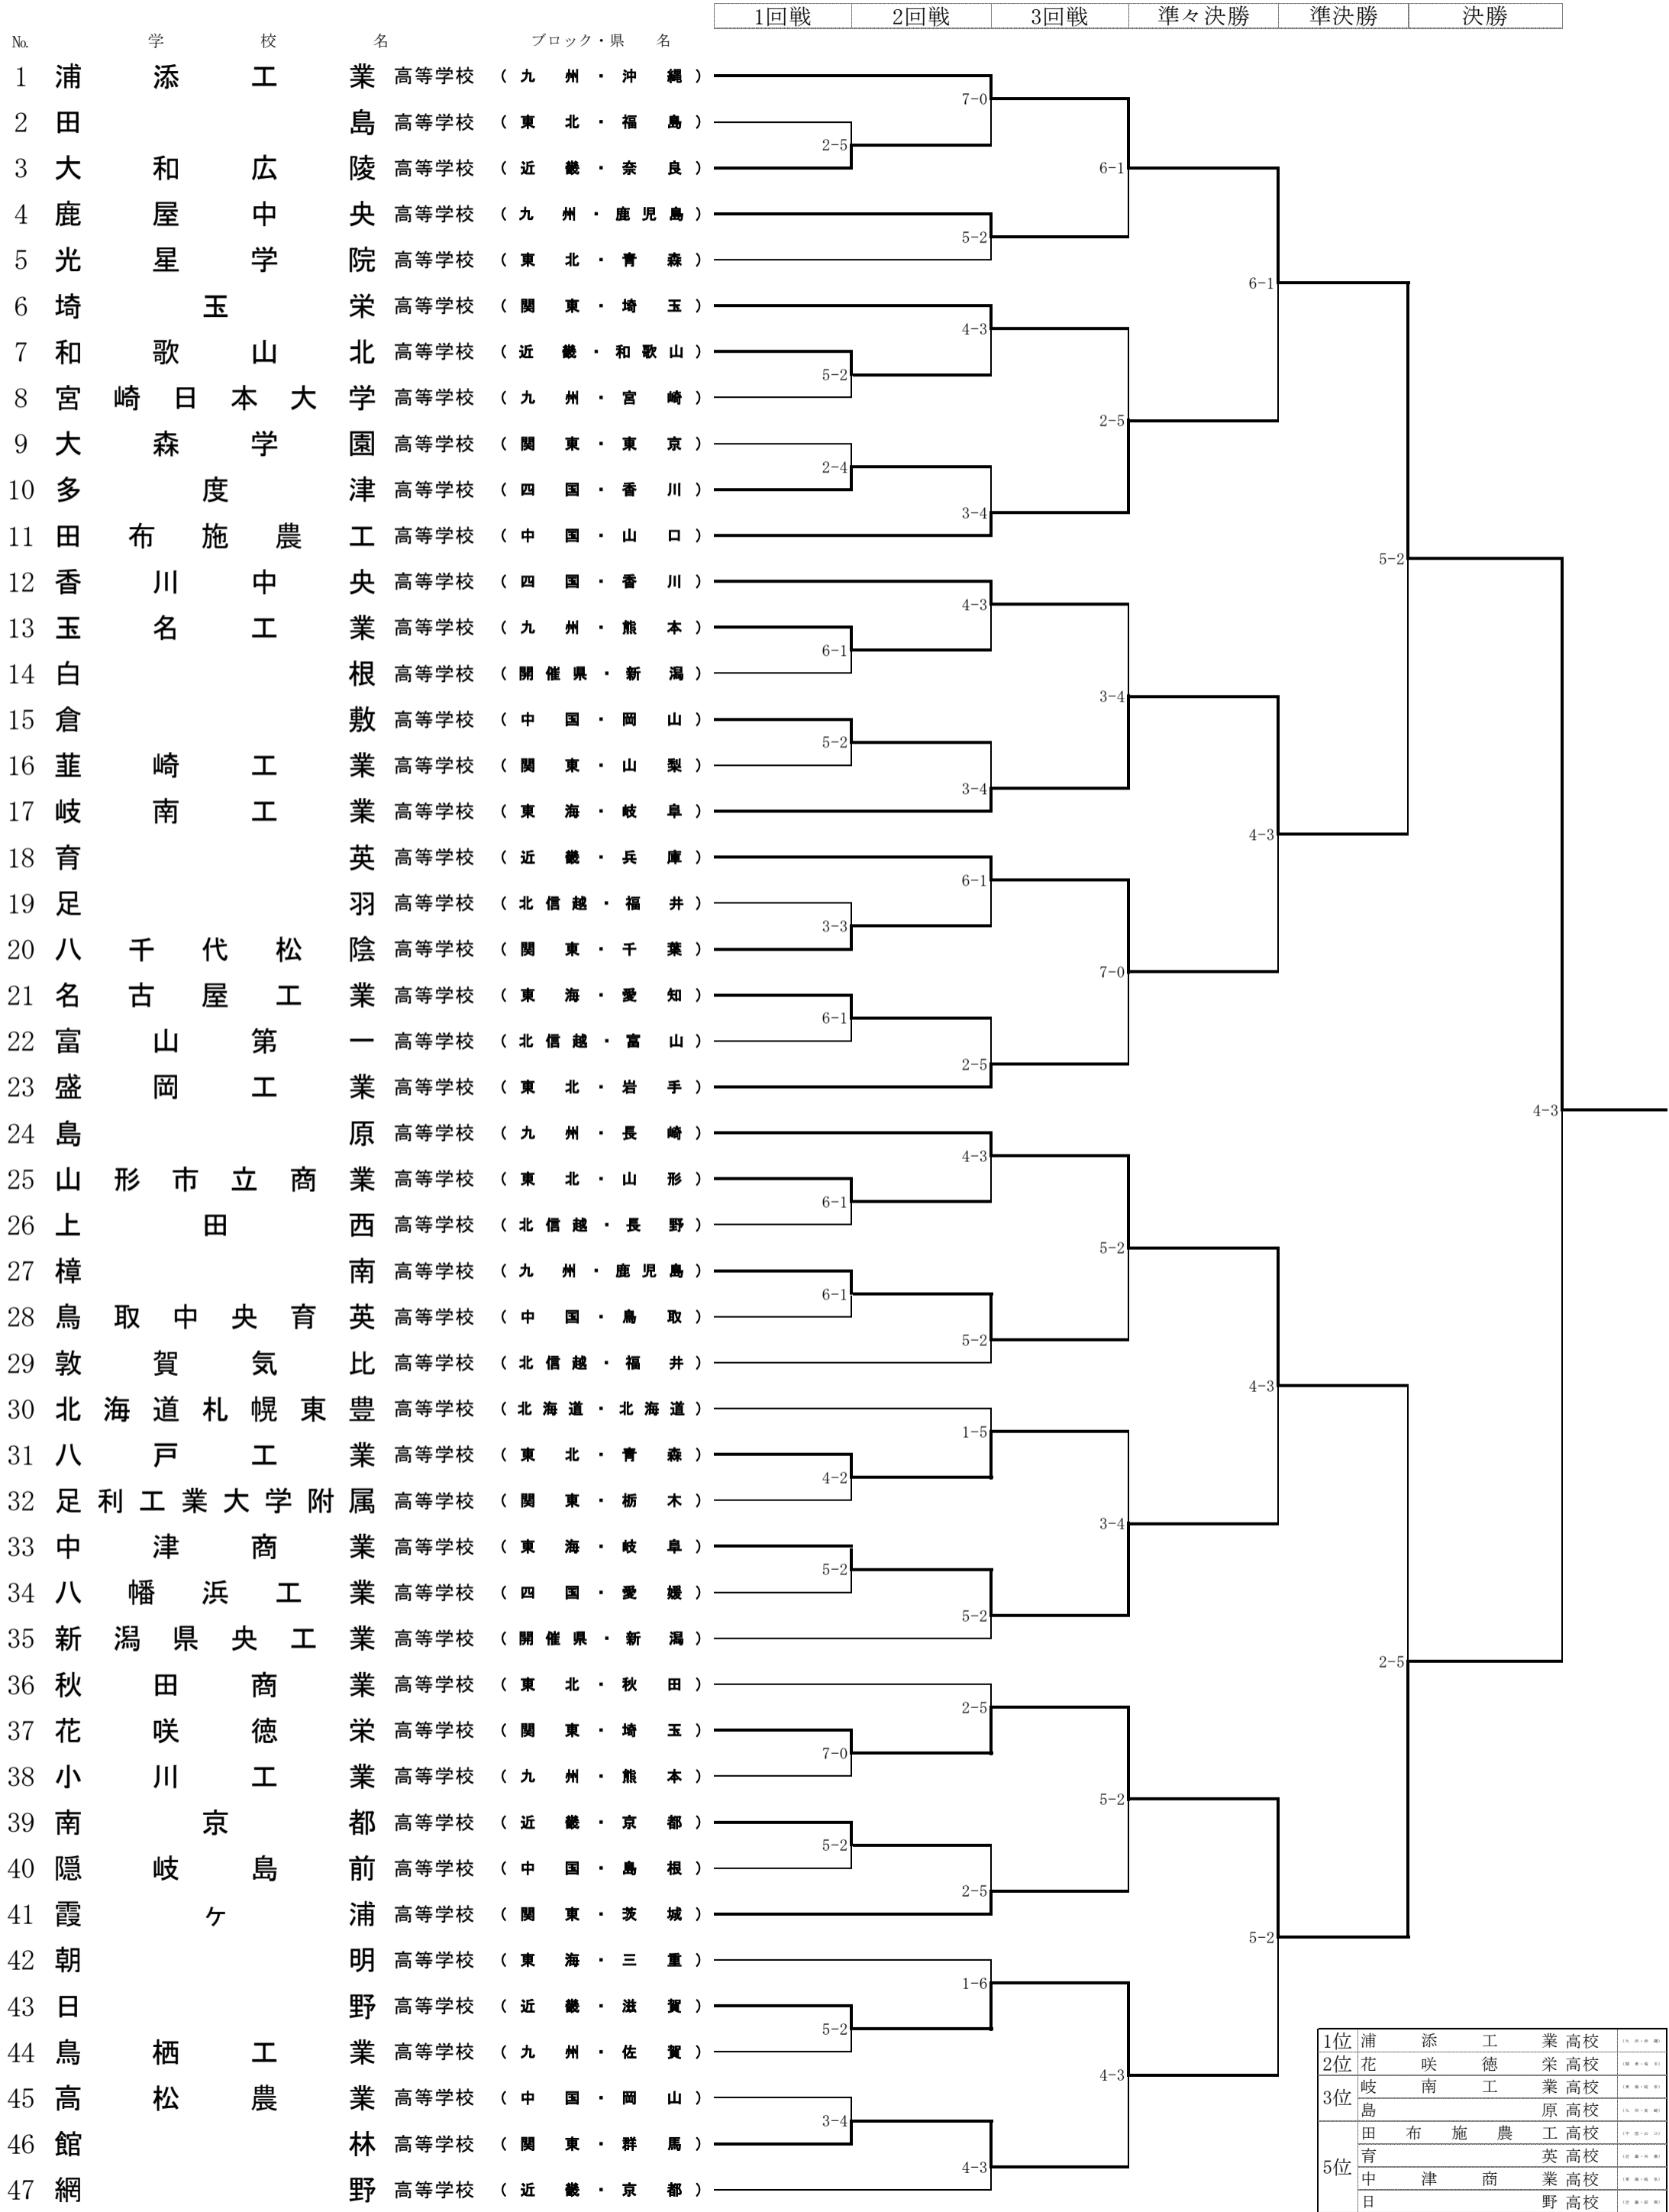 1回戦 2回戦 3回戦 準々決勝 準決勝 決勝
№ 学校名 ブロック・県名
1 浦添工業 高等学校 (九州・沖縄)
7-0
2 田島 高等学校 (東北・福島)
2-5
3 大和広陵 高等学校 (近畿・奈良)
6-1
4 鹿屋中央 高等学校 (九州・鹿児島)
5-2
5 光星学院 高等学校 (東北・青森)
6-1
6 埼玉栄 高等学校 (関東・埼玉)
4-3
7 和歌山北 高等学校 (近畿・和歌山)
5-2
8 宮崎日本大学 高等学校 (九州・宮崎)
2-5
9 大森学園 高等学校 (関東・東京)
2-4
10 多度津 高等学校 (四国・香川)
3-4
11 田布施農工 高等学校 (中国・山口)
5-2
12 香川中央 高等学校 (四国・香川)
4-3
13 玉名工業 高等学校 (九州・熊本)
6-1
14 白根 高等学校 (開催県・新潟)
3-4
15 倉敷 高等学校 (中国・岡山)
5-2
16 韮崎工業 高等学校 (関東・山梨)
3-4
17 岐南工業 高等学校 (東海・岐阜)
4-3
18 育英 高等学校 (近畿・兵庫)
6-1
19 足羽 高等学校 (北信越・福井)
3-3
20 八千代松陰 高等学校 (関東・千葉)
7-0
21 名古屋工業 高等学校 (東海・愛知)
6-1
22 富山第一 高等学校 (北信越・富山)
2-5
23 盛岡工業 高等学校 (東北・岩手)
4-3
24 島原 高等学校 (九州・長崎)
4-3
25 山形市立商業 高等学校 (東北・山形)
6-1
26 上田西 高等学校 (北信越・長野)
5-2
27 樟南 高等学校 (九州・鹿児島)
6-1
28 鳥取中央育英 高等学校 (中国・鳥取)
5-2
29 敦賀気比 高等学校 (北信越・福井)
4-3
30 北海道札幌東豊 高等学校 (北海道・北海道)
1-5
31 八戸工業 高等学校 (東北・青森)
4-2
32 足利工業大学附属 高等学校 (関東・栃木)
3-4
33 中津商業 高等学校 (東海・岐阜)
5-2
34 八幡浜工業 高等学校 (四国・愛媛)
5-2
35 新潟県央工業 高等学校 (開催県・新潟)
2-5
36 秋田商業 高等学校 (東北・秋田)
2-5
37 花咲徳栄 高等学校 (関東・埼玉)
7-0
38 小川工業 高等学校 (九州・熊本)
5-2
39 南京都 高等学校 (近畿・京都)
5-2
40 隠岐島前 高等学校 (中国・島根)
2-5
41 霞ヶ浦 高等学校 (関東・茨城)
5-2
42 朝明 高等学校 (東海・三重)
1-6
43 日野 高等学校 (近畿・滋賀)
5-2
44 鳥栖工業 高等学校 (九州・佐賀)
4-3
45 高松農業 高等学校 (中国・岡山)
3-4
46 館林 高等学校 (関東・群馬)
4-3
47 網野 高等学校 (近畿・京都)
1位 浦添工業 高校
2位 花咲徳栄 高校
3位 岐南工業 高校
島原 高校
5位 田布施農工 高校
育英 高校
中津商業 高校
日野 高校